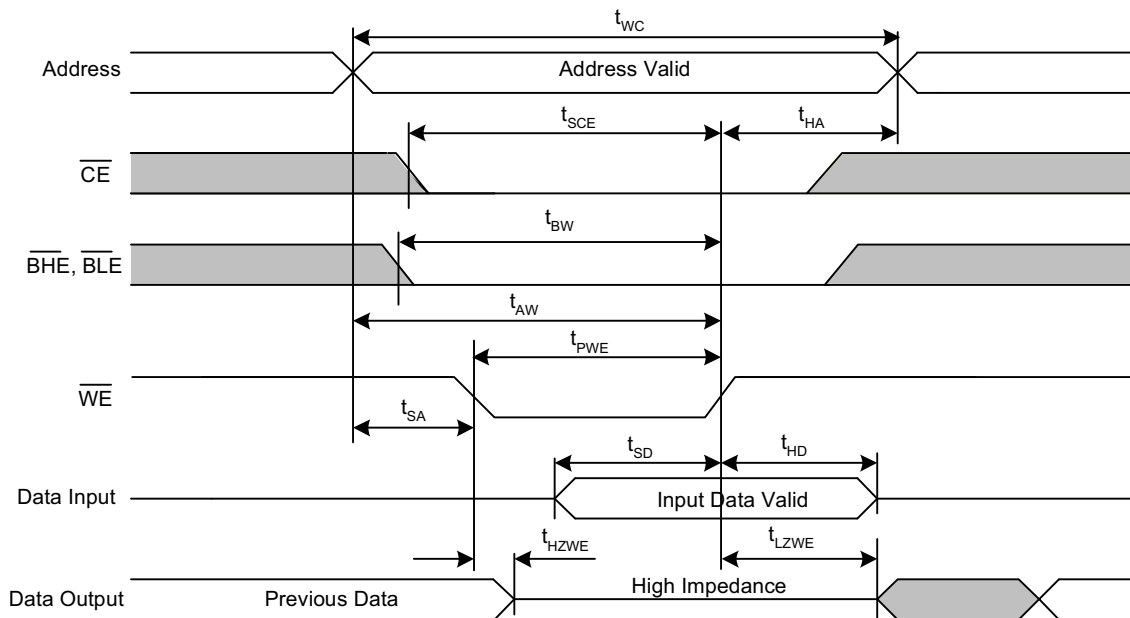 tWC
Address
Address Valid
tSCE
tHA
CE
tBW
BHE, BLE
tAW
tPWE
WE
tSA
tSD
tHD
Data Input
Input Data Valid
tHZWE
tLZWE
Data Output
Previous Data
High Impedance